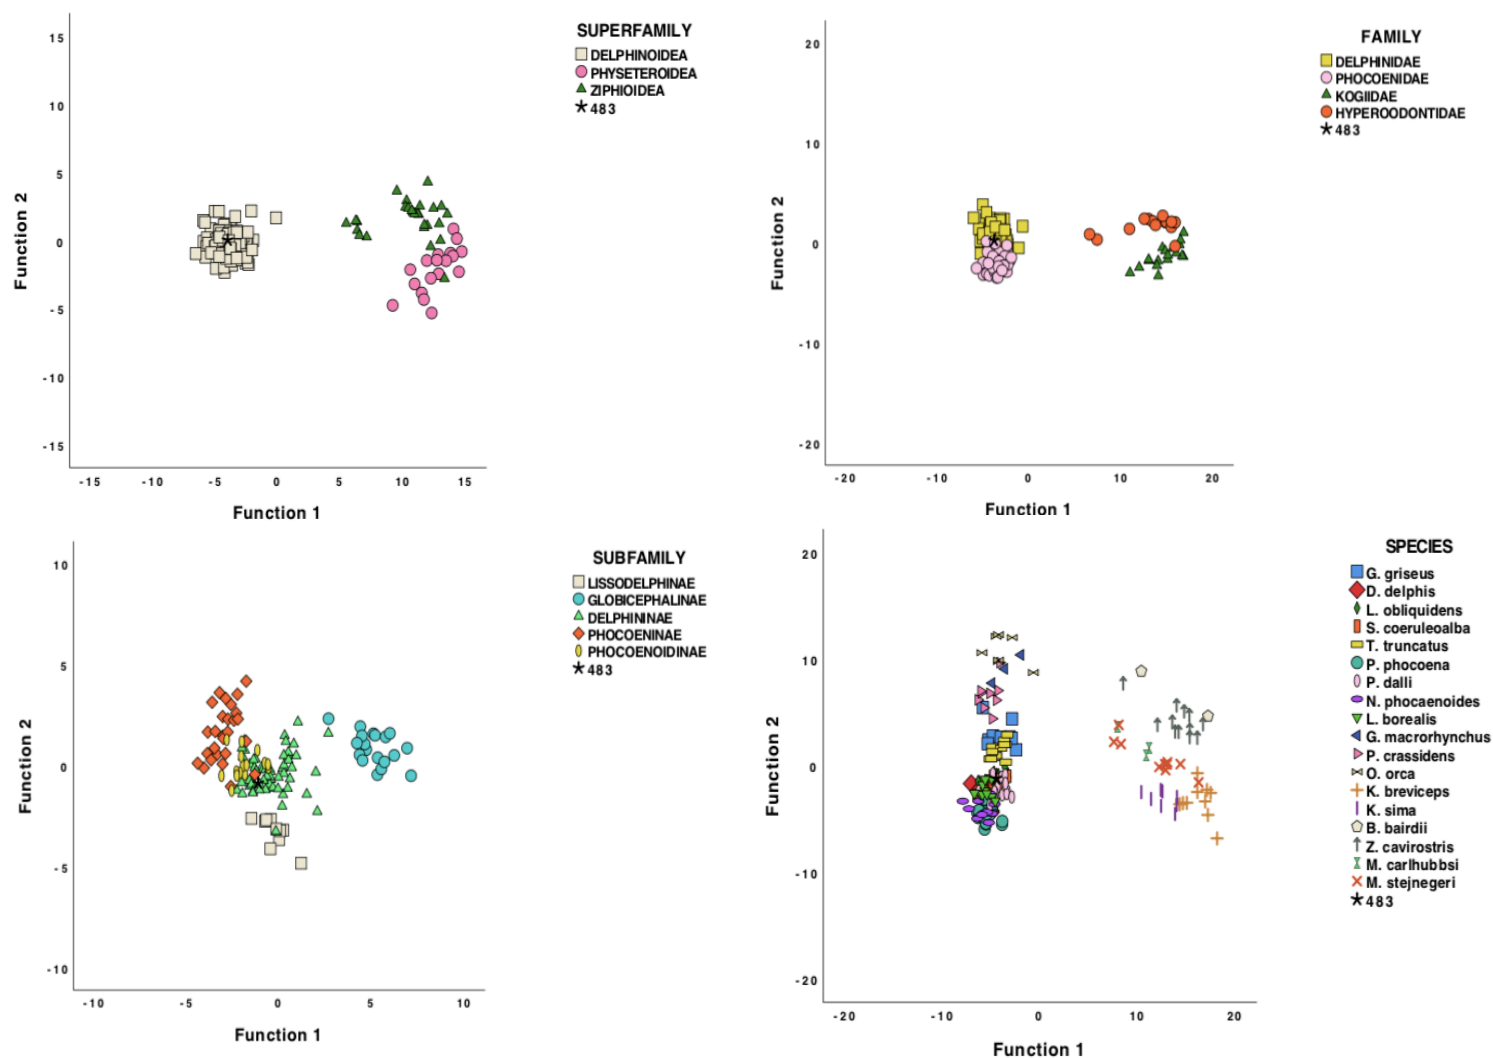 SUPERFAMILY
DELPHINOIDEA
PHYSETEROIDEA
ZIPHIOIDEA
483
15
10
5
0
-5
-10
-15
Function 2
-15 -10 -5 0 5 10 15
Function 1
FAMILY
DELPHINIDAE
PHOCOENIDAE
KOGIIDAE
HYPEROODONTIDAE
483
20
10
0
-10
-20
Function 2
-20 -10 0 10 20
Function 1
SUBFAMILY
LISSODELPHINAE
GLOBICEPHALINAE
DELPHININAE
PHOCOENINAE
PHOCOENOIDINAE
483
10
5
0
-5
-10
Function 2
-10 -5 0 5 10
Function 1
SPECIES
G. griseus
D. delphis
L. obliquidens
S. coeruleoalba
T. truncatus
P. phocoena
P. dalli
N. phocaenoides
L. borealis
G. macrorhynchus
P. crassidens
O. orca
K. breviceps
K. sima
B. bairdii
Z. cavirostris
M. carlhubbsi
M. stejnegeri
483
20
10
0
-10
-20
Function 2
-20 -10 0 10 20
Function 1